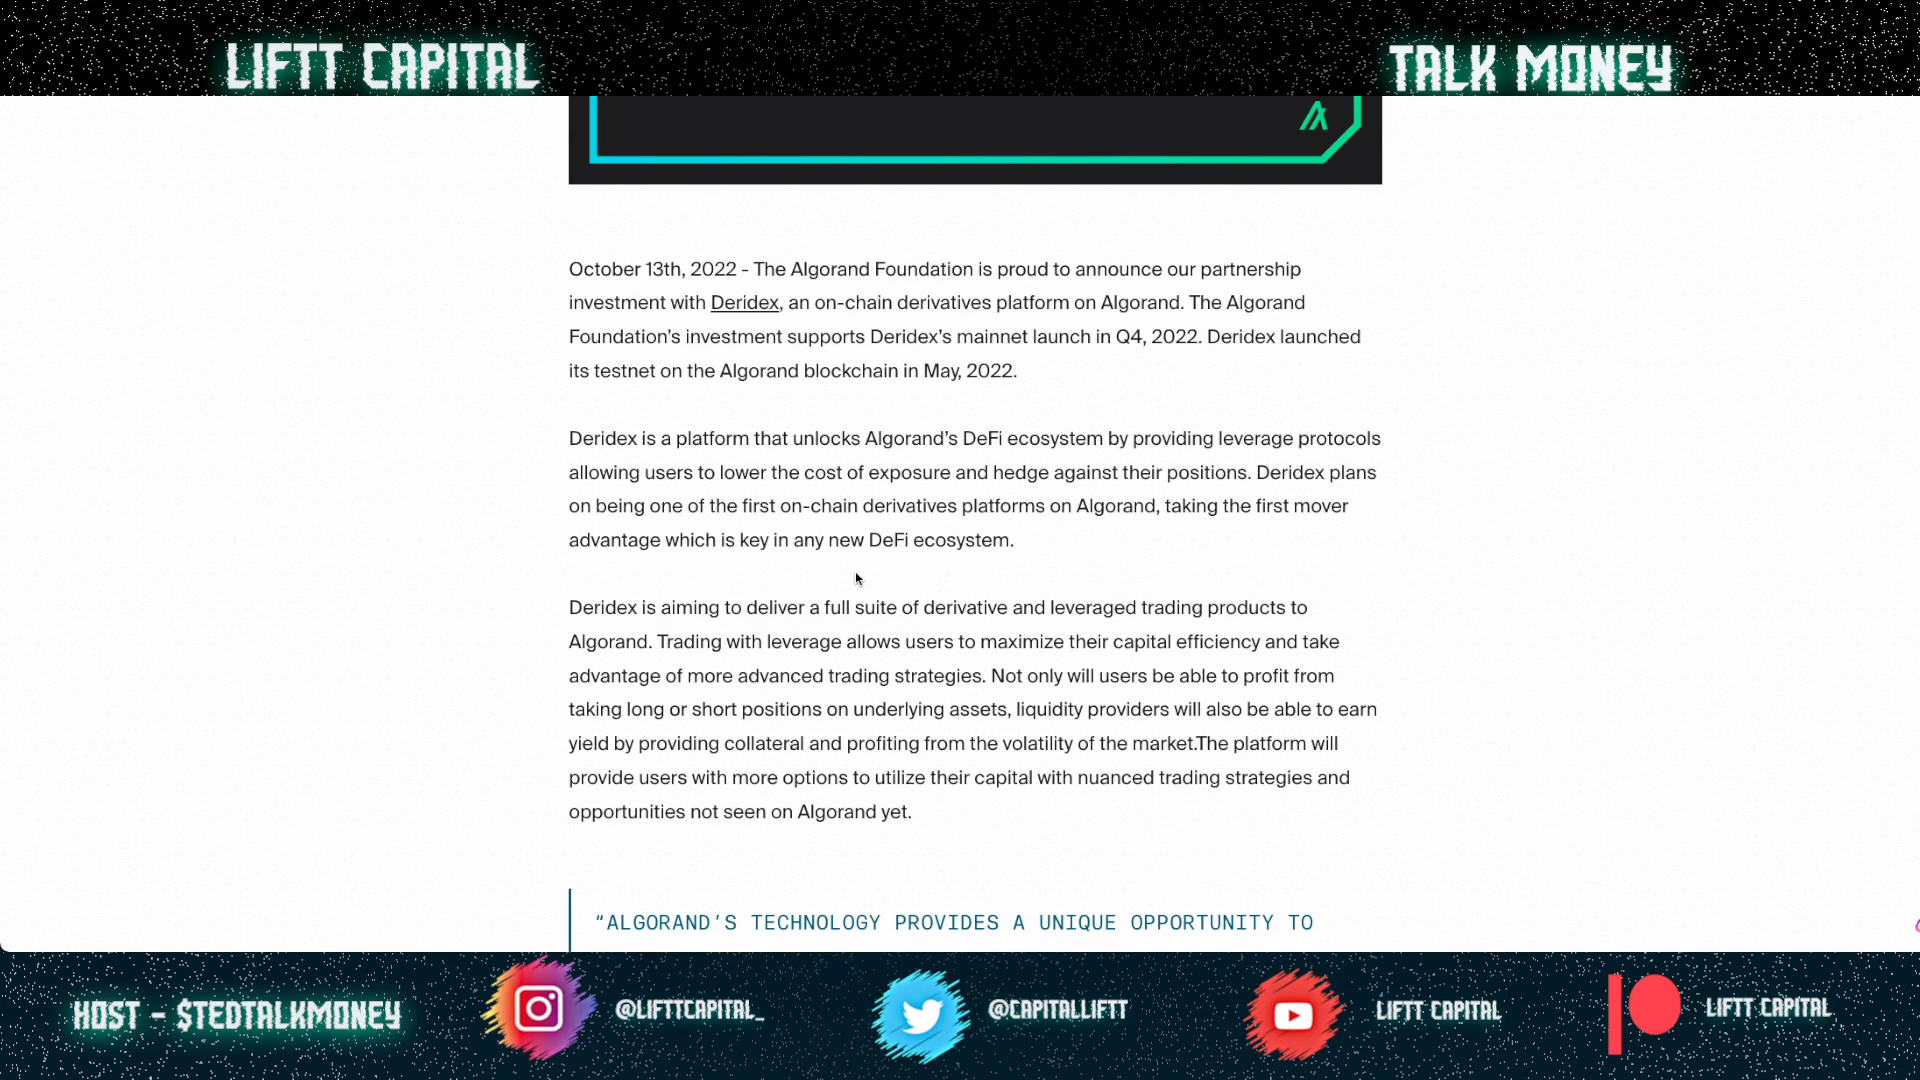 LIFTT CAPITAL
TALK MONEY
October 13th, 2022 - The Algorand Foundation is proud to announce our partnership
investment with Deridex, an on-chain derivatives platform on Algorand. The Algorand
Foundation’s investment supports Deridex’s mainnet launch in Q4, 2022. Deridex launched
its testnet on the Algorand blockchain in May, 2022.
Deridex is a platform that unlocks Algorand’s DeFi ecosystem by providing leverage protocols
allowing users to lower the cost of exposure and hedge against their positions. Deridex plans
on being one of the first on-chain derivatives platforms on Algorand, taking the first mover
advantage which is key in any new DeFi ecosystem.
Deridex is aiming to deliver a full suite of derivative and leveraged trading products to
Algorand. Trading with leverage allows users to maximize their capital efficiency and take
advantage of more advanced trading strategies. Not only will users be able to profit from
taking long or short positions on underlying assets, liquidity providers will also be able to earn
yield by providing collateral and profiting from the volatility of the market.The platform will
provide users with more options to utilize their capital with nuanced trading strategies and
opportunities not seen on Algorand yet.
“ALGORAND’S TECHNOLOGY PROVIDES A UNIQUE OPPORTUNITY TO
HOST - $TEDTALKMONEY
@LIFTTCAPITAL_
@CAPITALLIFTT
LIFTT CAPITAL
LIFTT CAPITAL